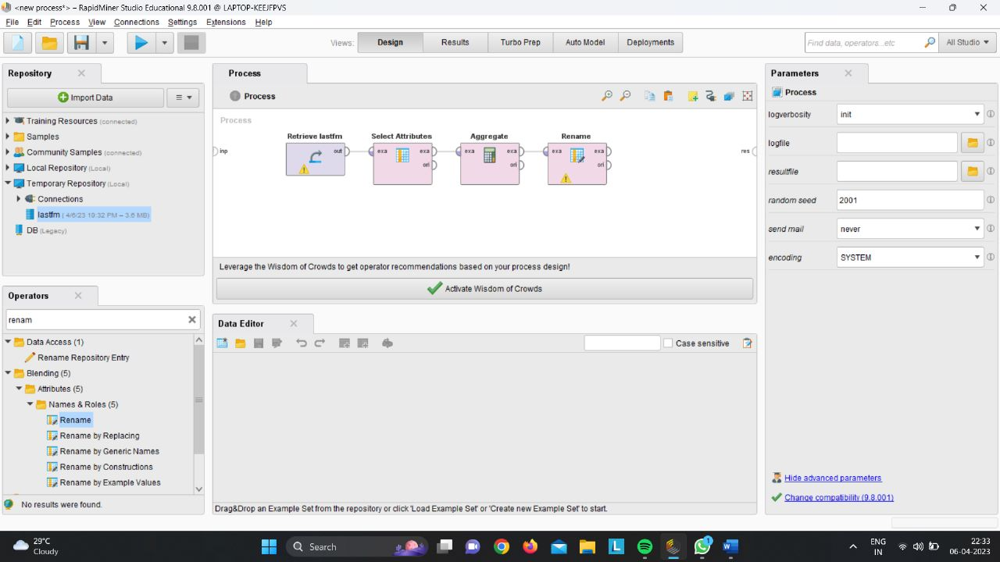 <new process*> – RapidMiner Studio Educational 9.8.001 @ LAPTOP-KEEJFPVS
File Edit Process View Connections Settings Extensions Help
Views: Design Results Turbo Prep Auto Model Deployments
Find data, operators...etc
All Studio
Repository
Import Data
Training Resources (connected)
Samples
Community Samples (connected)
Local Repository (Local)
Temporary Repository (Local)
Connections
lastfm ( 4/6/23 10:32 PM – 3.6 MB)
DB (Legacy)
Operators
renam
Data Access (1)
Rename Repository Entry
Blending (5)
Attributes (5)
Names & Roles (5)
Rename
Rename by Replacing
Rename by Generic Names
Rename by Constructions
Rename by Example Values
No results were found.
Process
Process
Process
inp
Retrieve lastfm
out
Select Attributes
exa exa
ori
Aggregate
exa exa
ori
Rename
exa exa
ori
res
Leverage the Wisdom of Crowds to get operator recommendations based on your process design!
Activate Wisdom of Crowds
Data Editor
Case sensitive
Drag&Drop an Example Set from the repository or click 'Load Example Set' or 'Create new Example Set' to start.
Parameters
Process
logverbosity init
logfile
resultfile
random seed 2001
send mail never
encoding SYSTEM
Hide advanced parameters
Change compatibility (9.8.001)
29°C
Cloudy
Search
L
1
ENG
IN
22:33
06-04-2023